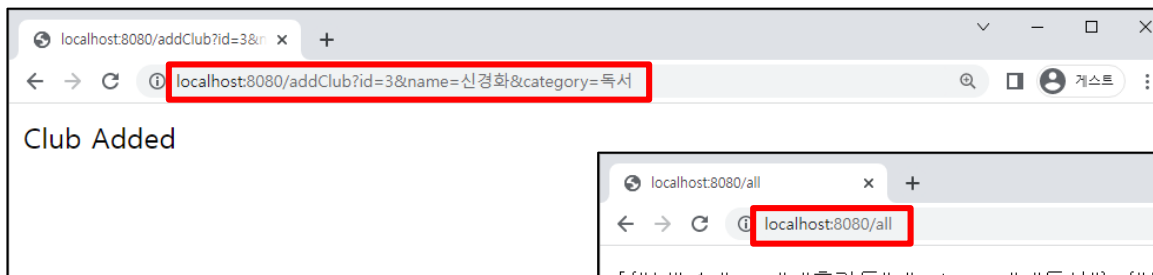 localhost:8080/addClub?id=3&n
localhost:8080/addClub?id=3&name=신경화&category=독서
게스트
Club Added
localhost:8080/all
localhost:8080/all